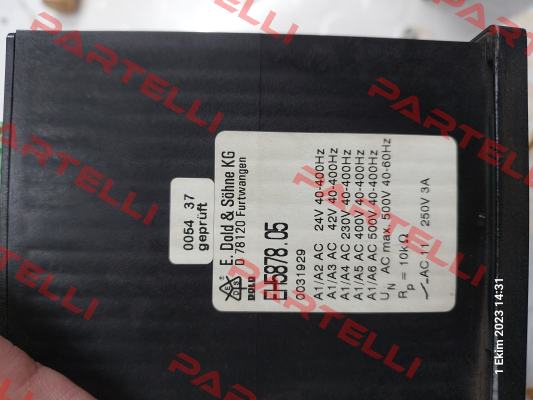 0054 37
geprüft
E. Dold & Söhne KG
D 78120 Furtwangen
DOLD
EH5878.05
0031929
A1/A2 AC 24V 40-400Hz
A1/A3 AC 42V 40-400Hz
A1/A4 AC 230V 40-400Hz
A1/A5 AC 400V 40-400Hz
A1/A6 AC 500V 40-400Hz
UN AC max. 500V 40-60Hz
Rp = 10kΩ
AC 11 250V 3A
1 Ekim 2023 14:31
PARTELLI
PARTELLI
PARTELLI
PARTELLI
PARTELLI
PARTELLI